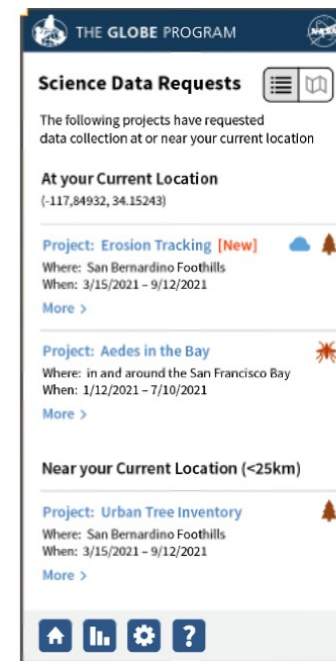 THE GLOBE PROGRAM
NASA
Science Data Requests
The following projects have requested
data collection at or near your current location
At your Current Location
(-117,84932, 34.15243)
Project: Erosion Tracking [New]
Where: San Bernardino Foothills
When: 3/15/2021 – 9/12/2021
More >
Project: Aedes in the Bay
Where: in and around the San Francisco Bay
When: 1/12/2021 – 7/10/2021
More >
Near your Current Location (<25km)
Project: Urban Tree Inventory
Where: San Bernardino Foothills
When: 3/15/2021 – 9/12/2021
More >
?